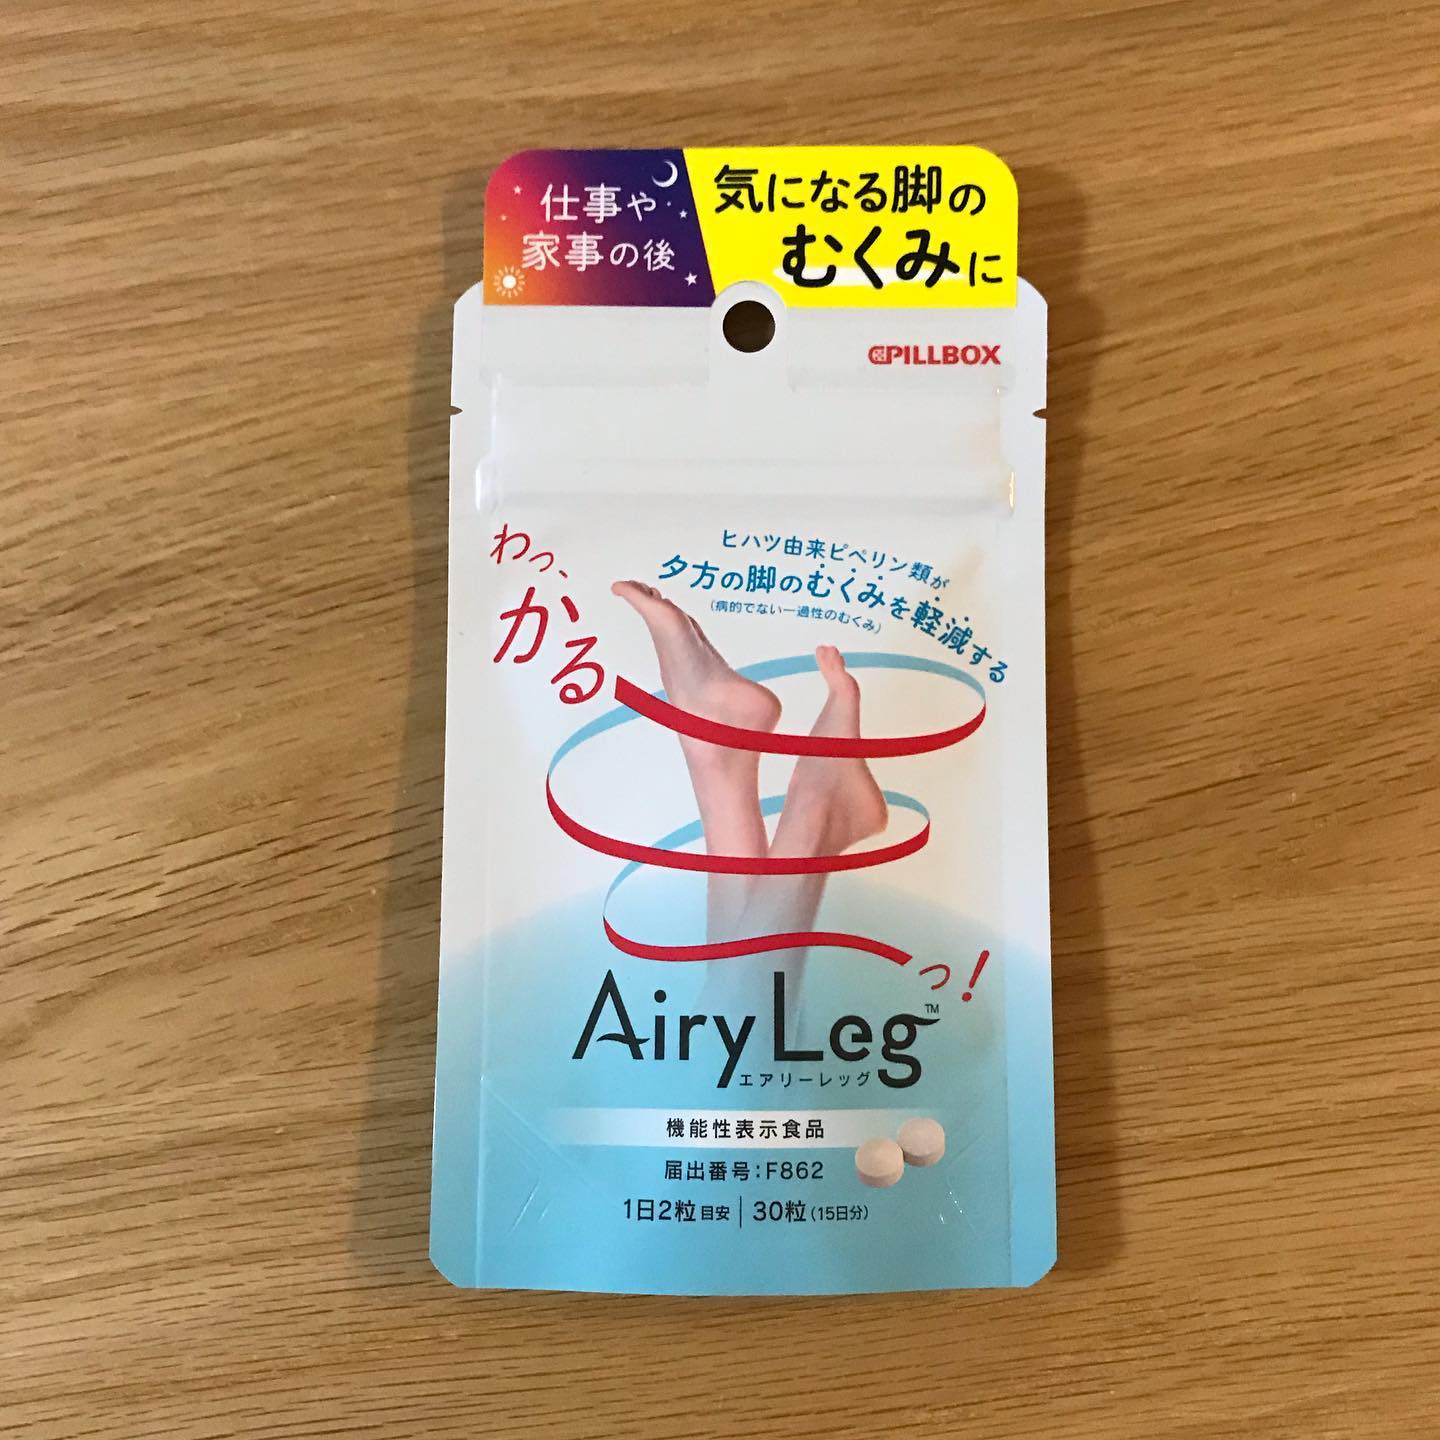 仕事や
家事の後
気になる脚の
むくみに
PILLBOX
わっ、
かる
っ!
ヒハツ由来ピペリン類が
夕方の脚のむくみを軽減する
(病的でない一過性のむくみ)
Airy Leg™
エアリーレッグ
機能性表示食品
届出番号:F862
1日2粒目安 | 30粒(15日分)